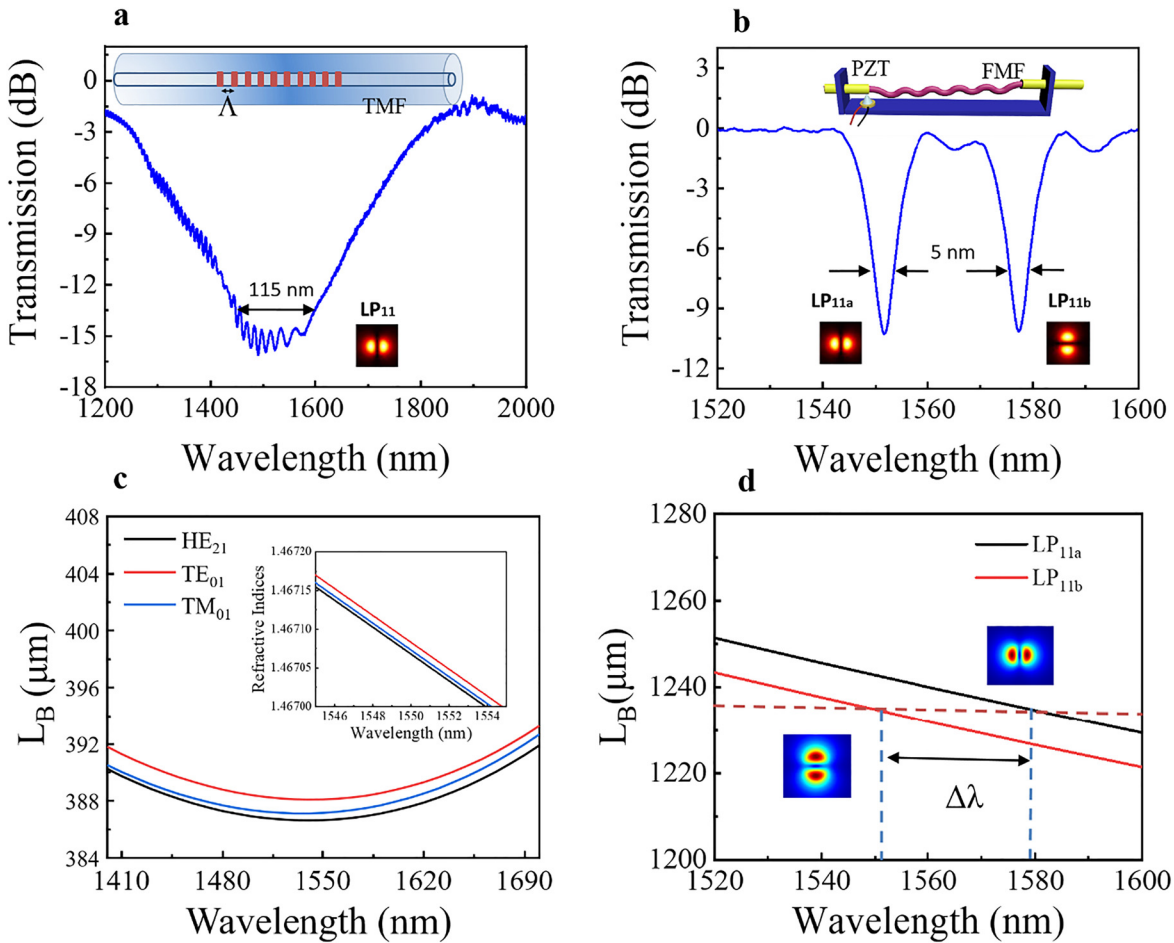 a
Transmission (dB)
0
-3
-6
-9
-12
-15
-18
Λ
TMF
115 nm
LP11
1200 1400 1600 1800 2000
Wavelength (nm)
b
Transmission (dB)
3
0
-3
-6
-9
-12
PZT
FMF
5 nm
LP11a
LP11b
1520 1540 1560 1580 1600
Wavelength (nm)
c
LB (μm)
408
404
400
396
392
388
384
HE21
TE01
TM01
Refractive Indices
1.46720
1.46715
1.46710
1.46705
1.46700
1546 1548 1550 1552 1554
Wavelength (nm)
1410 1480 1550 1620 1690
Wavelength (nm)
d
LB(μm)
1280
1260
1240
1220
1200
LP11a
LP11b
Δλ
1520 1540 1560 1580 1600
Wavelength (nm)